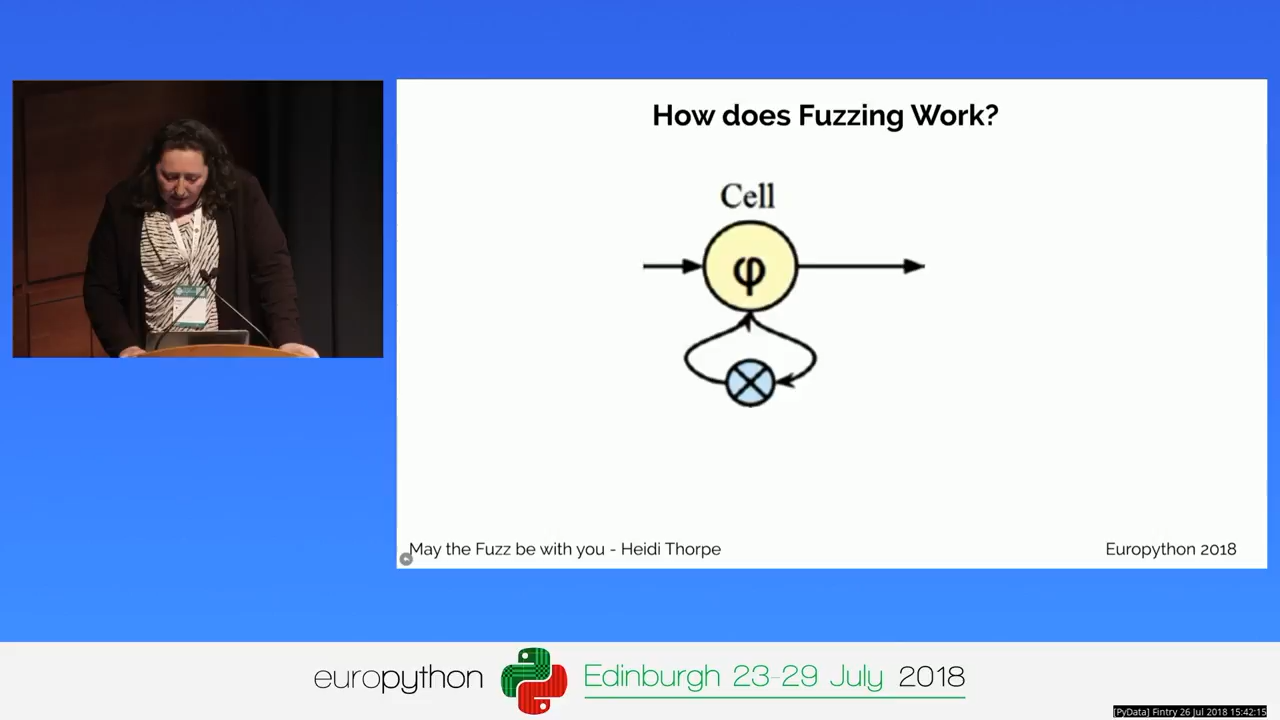 How does Fuzzing Work?
Cell
φ
May the Fuzz be with you - Heidi Thorpe
Europython 2018
europython
Edinburgh 23-29 July 2018
[PyData] Fintry 26 Jul 2018 15:42:15